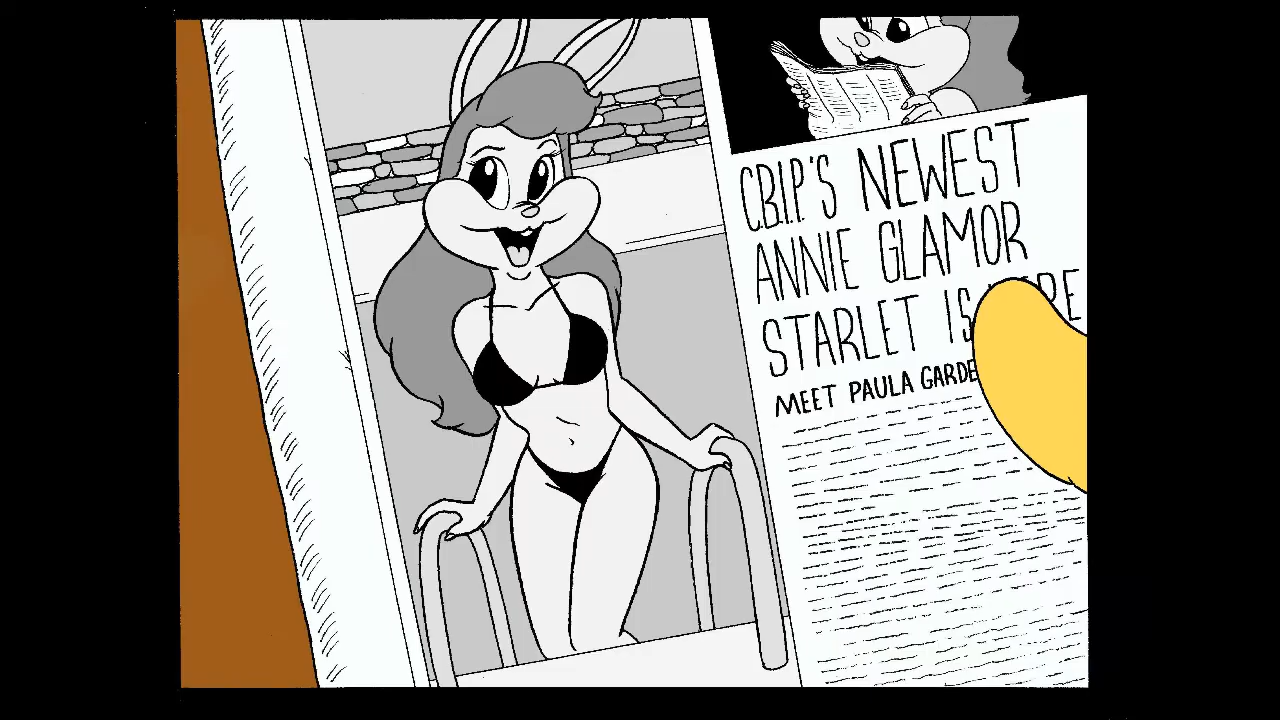 C.B.I.P.'S NEWEST
ANNIE GLAMOR
STARLET IS
MEET PAULA